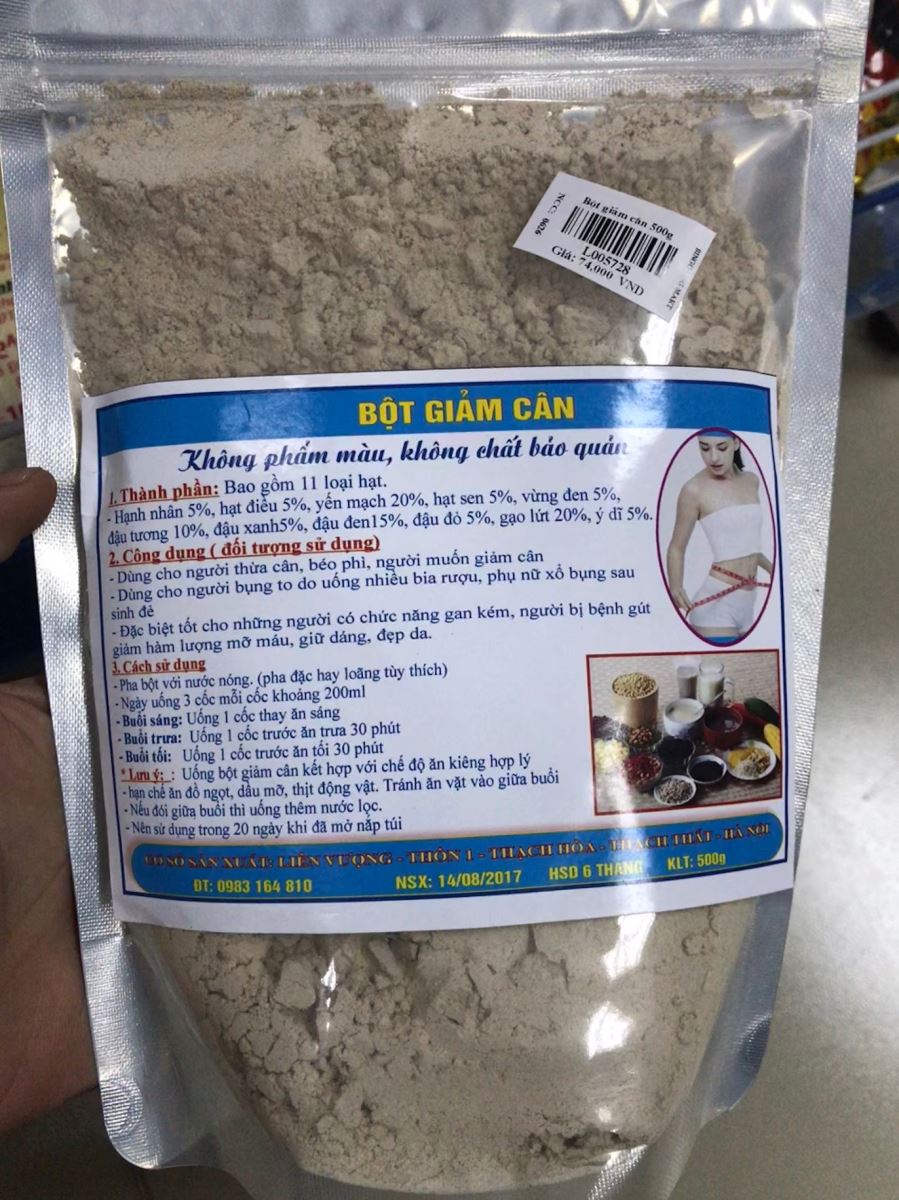 Bột giảm cân 500g
NCC: 0626
L005728
Giá: 74,000 VND
MART
BỘT GIẢM CÂN
Không phẩm màu, không chất bảo quản
1. Thành phần: Bao gồm 11 loại hạt.
- Hạnh nhân 5%, hạt điều 5%, yến mạch 20%, hạt sen 5%, vừng đen 5%,
đậu tương 10%, đậu xanh5%, đậu đen15%, đậu đỏ 5%, gạo lứt 20%, ý dĩ 5%.
2. Công dụng ( đối tượng sử dụng)
- Dùng cho người thừa cân, béo phì, người muốn giảm cân
- Dùng cho người bụng to do uống nhiều bia rượu, phụ nữ xổ bụng sau
sinh đẻ
- Đặc biệt tốt cho những người có chức năng gan kém, người bị bệnh gút
giảm hàm lượng mỡ máu, giữ dáng, đẹp da.
3. Cách sử dụng
- Pha bột với nước nóng. (pha đặc hay loãng tùy thích)
- Ngày uống 3 cốc mỗi cốc khoảng 200ml
- Buổi sáng: Uống 1 cốc thay ăn sáng
- Buổi trưa: Uống 1 cốc trước ăn trưa 30 phút
- Buổi tối: Uống 1 cốc trước ăn tối 30 phút
* Lưu ý: : Uống bột giảm cân kết hợp với chế độ ăn kiêng hợp lý
- hạn chế ăn đồ ngọt, dầu mỡ, thịt động vật. Tránh ăn vặt vào giữa buổi
- Nếu đói giữa buổi thì uống thêm nước lọc.
- Nên sử dụng trong 20 ngày khi đã mở nắp túi
CƠ SỞ SẢN XUẤT: LIÊN VƯỢNG - THÔN 1 - THẠCH HÒA - THẠCH THẤT - HÀ NỘI
ĐT: 0983 164 810 NSX: 14/08/2017 HSD 6 THÁNG KLT: 500g